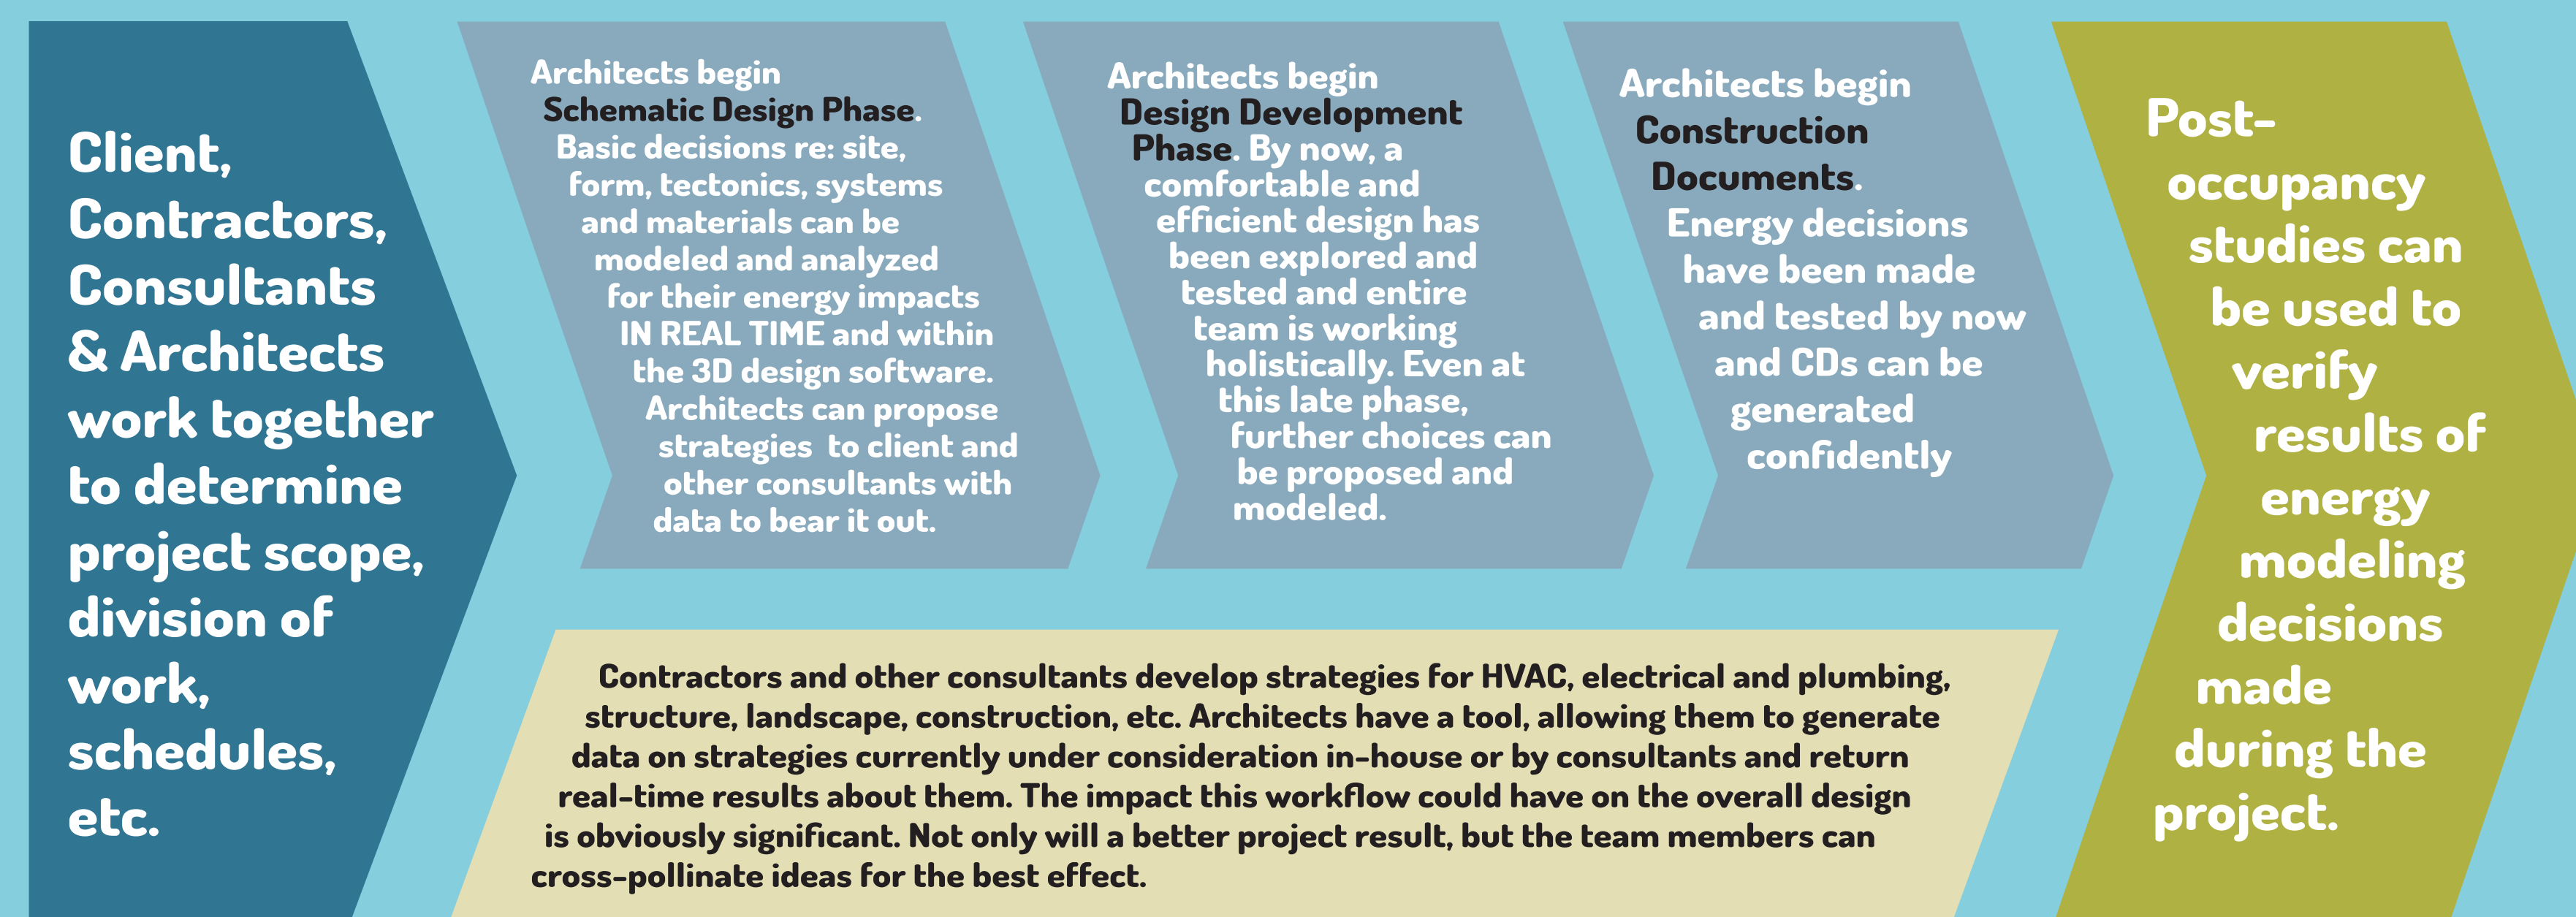 Client,
Contractors,
Consultants
& Architects
work together
to determine
project scope,
division of
work,
schedules,
etc.
Architects begin
Schematic Design Phase.
Basic decisions re: site,
form, tectonics, systems
and materials can be
modeled and analyzed
for their energy impacts
IN REAL TIME and within
the 3D design software.
Architects can propose
strategies to client and
other consultants with
data to bear it out.
Architects begin
Design Development
Phase. By now, a
comfortable and
efficient design has
been explored and
tested and entire
team is working
holistically. Even at
this late phase,
further choices can
be proposed and
modeled.
Architects begin
Construction
Documents.
Energy decisions
have been made
and tested by now
and CDs can be
generated
confidently
Contractors and other consultants develop strategies for HVAC, electrical and plumbing,
structure, landscape, construction, etc. Architects have a tool, allowing them to generate
data on strategies currently under consideration in-house or by consultants and return
real-time results about them. The impact this workflow could have on the overall design
is obviously significant. Not only will a better project result, but the team members can
cross-pollinate ideas for the best effect.
Post-
occupancy
studies can
be used to
verify
results of
energy
modeling
decisions
made
during the
project.